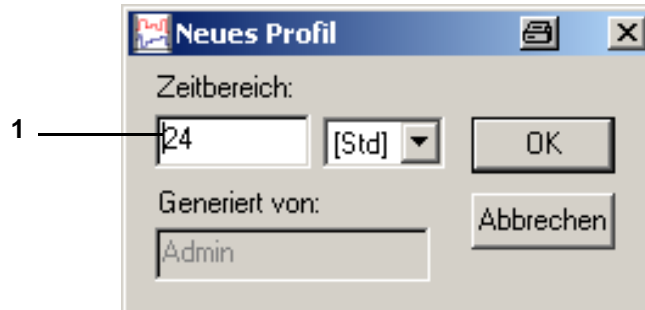 Neues Profil
Zeitbereich:
1 24 [Std] OK
Generiert von:
Abbrechen
Admin